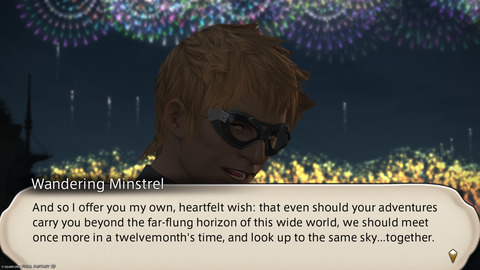 Wandering Minstrel
And so I offer you my own, heartfelt wish: that even should your adventures
carry you beyond the far-flung horizon of this wide world, we should meet
once more in a twelvemonth's time, and look up to the same sky...together.